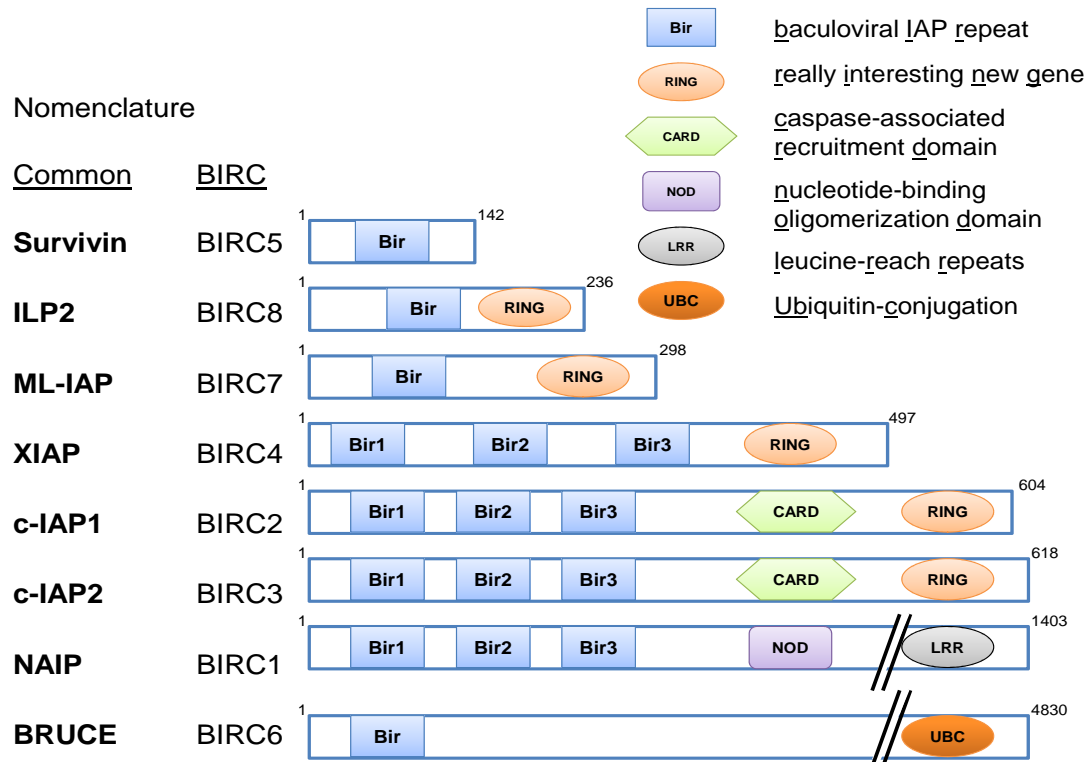 Bir baculoviral IAP repeat
RING really interesting new gene
Nomenclature
CARD caspase-associated
recruitment domain
Common BIRC
NOD nucleotide-binding
oligomerization domain
LRR leucine-reach repeats
UBC Ubiquitin-conjugation
1 142
Survivin BIRC5 Bir
1 236
ILP2 BIRC8 Bir RING
1 298
ML-IAP BIRC7 Bir RING
1 497
XIAP BIRC4 Bir1 Bir2 Bir3 RING
1 604
c-IAP1 BIRC2 Bir1 Bir2 Bir3 CARD RING
1 618
c-IAP2 BIRC3 Bir1 Bir2 Bir3 CARD RING
1 1403
NAIP BIRC1 Bir1 Bir2 Bir3 NOD LRR
1 4830
BRUCE BIRC6 Bir UBC